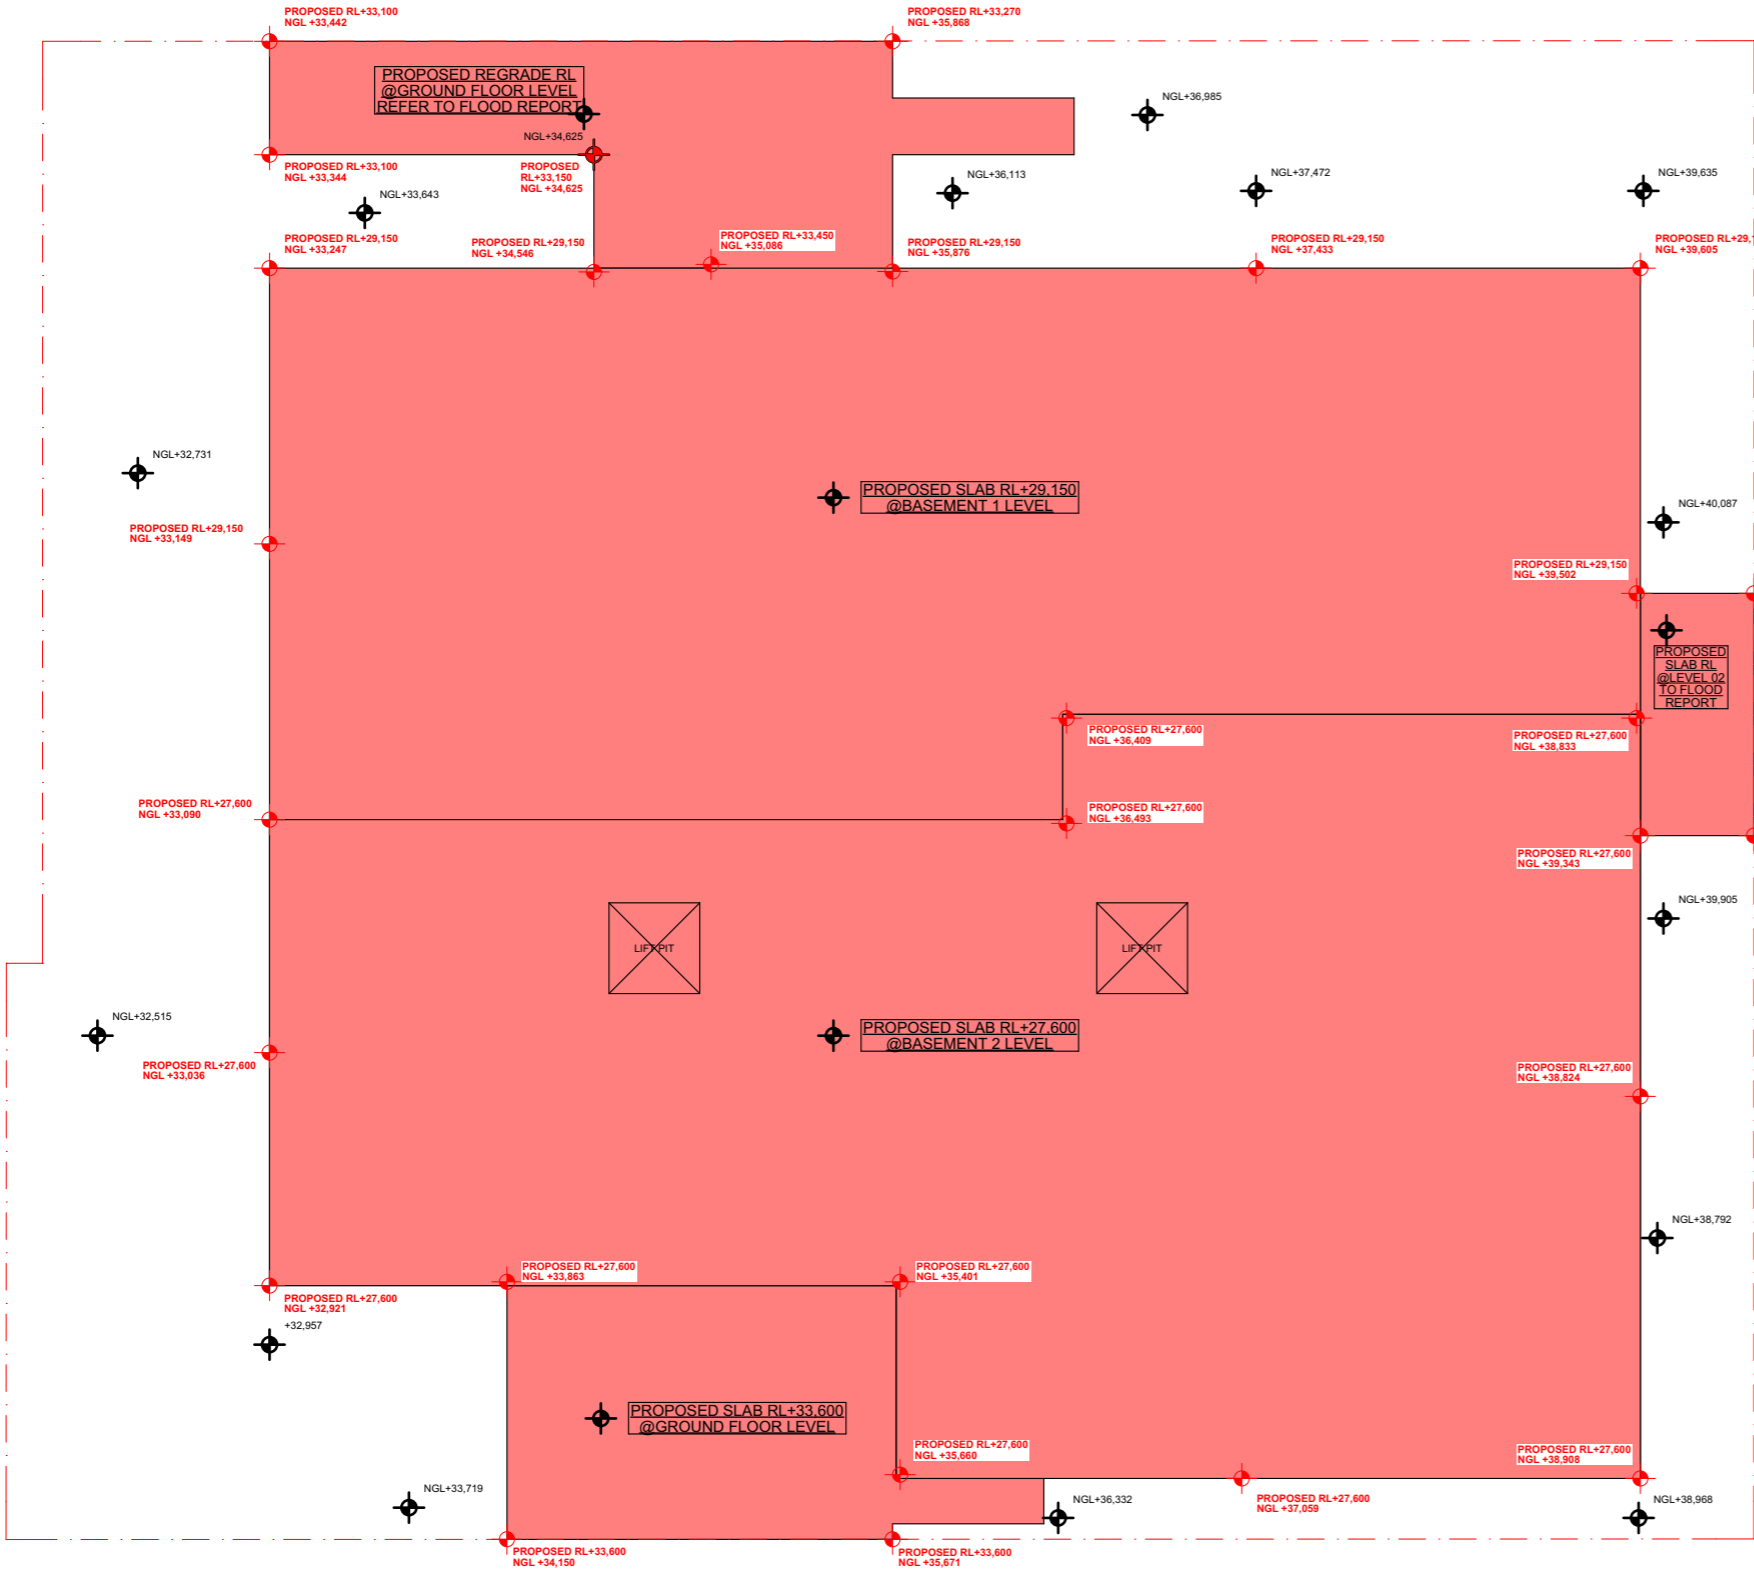 PROPOSED RL+33,100
NGL +33,442
PROPOSED RL+33,270
NGL +35,868
PROPOSED REGRADE RL
@GROUND FLOOR LEVEL
REFER TO FLOOD REPORT
NGL+36,985
NGL+34,625
PROPOSED RL+33,100
NGL +33,344
PROPOSED
RL+33,150
NGL +34,625
NGL+36,113
NGL+37,472
NGL+39,635
NGL+33,643
PROPOSED RL+29,150
NGL +33,247
PROPOSED RL+29,150
NGL +34,546
PROPOSED RL+33,450
NGL +35,086
PROPOSED RL+29,150
NGL +35,876
PROPOSED RL+29,150
NGL +37,433
PROPOSED
NGL +39,605
NGL+32,731
PROPOSED SLAB RL+29,150
@BASEMENT 1 LEVEL
NGL+40,087
PROPOSED RL+29,150
NGL +33,149
PROPOSED RL+29,150
NGL +39,502
PROPOSED
SLAB RL
@LEVEL 02
TO FLOOD
REPORT
PROPOSED RL+27,600
NGL +36,409
PROPOSED RL+27,600
NGL +38,833
PROPOSED RL+27,600
NGL +33,090
PROPOSED RL+27,600
NGL +36,493
PROPOSED RL+27,600
NGL +39,343
NGL+39,905
LIFT PIT
LIFT PIT
NGL+32,515
PROPOSED SLAB RL+27,600
@BASEMENT 2 LEVEL
PROPOSED RL+27,600
NGL +33,036
PROPOSED RL+27,600
NGL +38,824
NGL+38,792
PROPOSED RL+27,600
NGL +33,863
PROPOSED RL+27,600
NGL +35,401
PROPOSED RL+27,600
NGL +32,921
+32,957
PROPOSED SLAB RL+33,600
@GROUND FLOOR LEVEL
PROPOSED RL+27,600
NGL +35,660
PROPOSED RL+27,600
NGL +38,908
NGL+33,719
NGL+36,332
PROPOSED RL+27,600
NGL +37,059
NGL+38,968
PROPOSED RL+33,600
NGL +34,150
PROPOSED RL+33,600
NGL +35,671